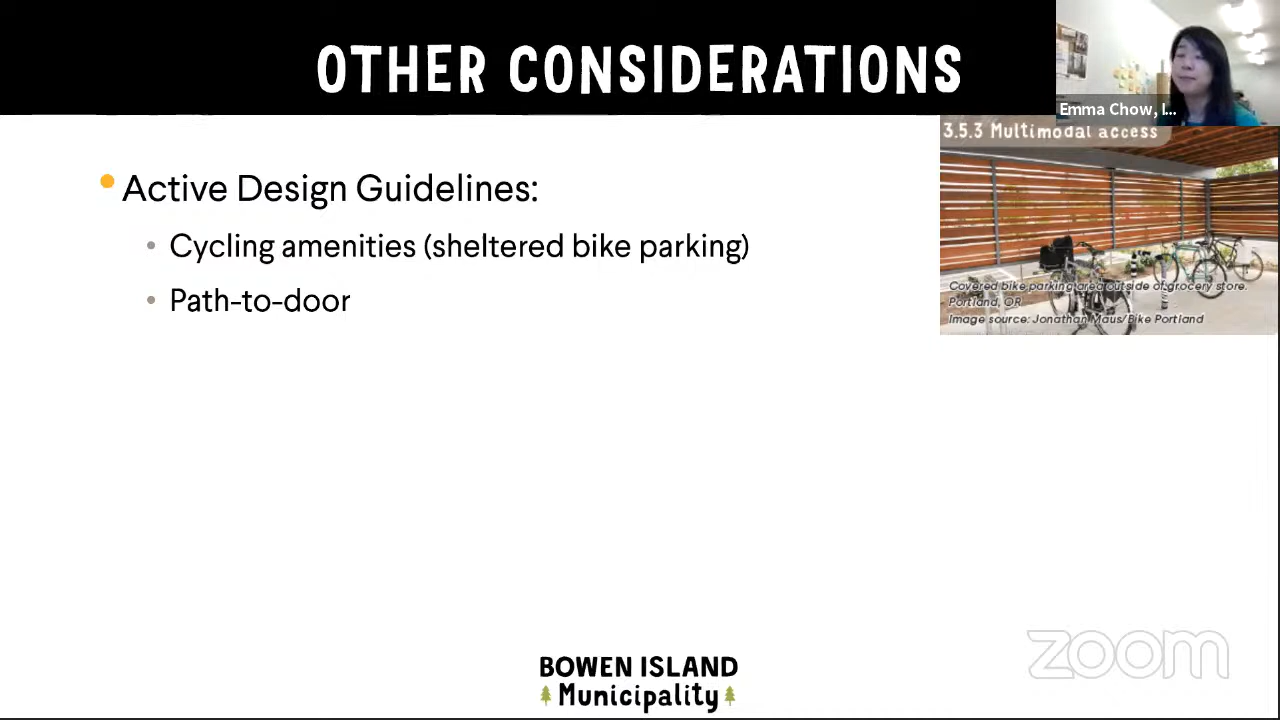 OTHER CONSIDERATIONS
Emma Chow, I...
3.5.3 Multimodal access
Active Design Guidelines:
Cycling amenities (sheltered bike parking)
Path-to-door
Covered bike parking area outside of grocery store.
Portland, OR
Image source: Jonathan Maus/Bike Portland
zoom
BOWEN ISLAND
Municipality